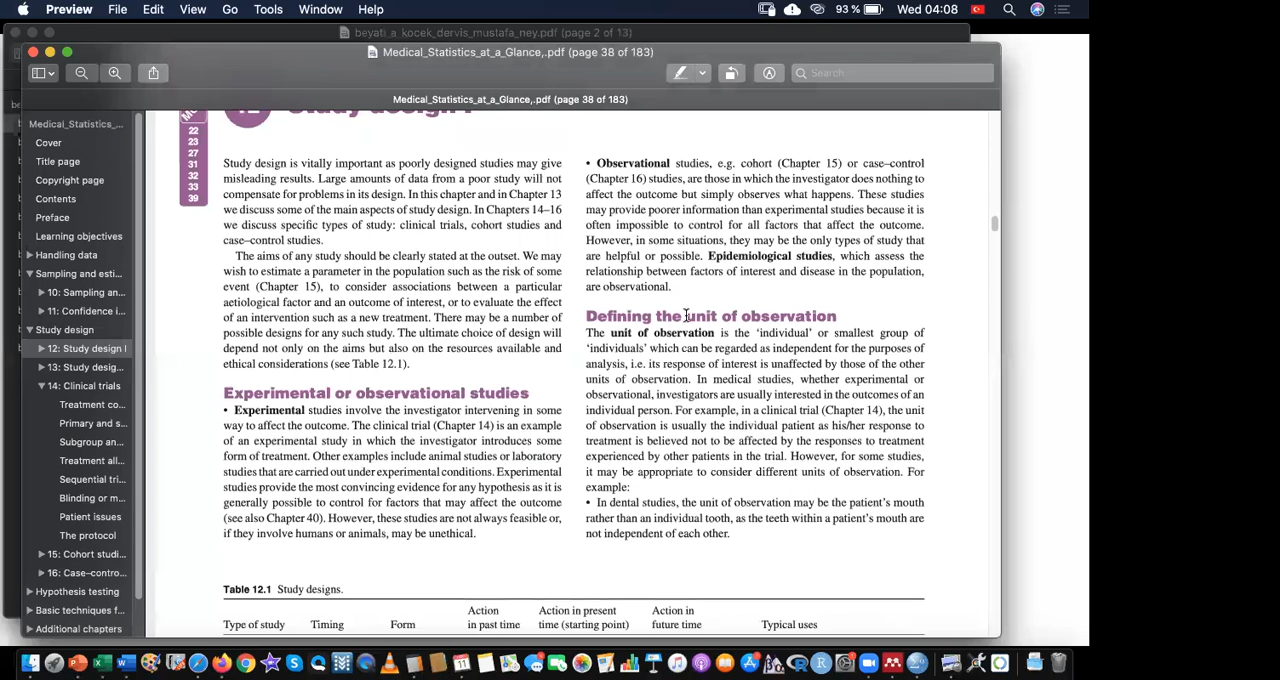 Preview File Edit View Go Tools Window Help 93 % Wed 04:08
beyati_a_kocek_dervis_mustafa_ney.pdf (page 2 of 13)
Medical_Statistics_at_a_Glance,.pdf (page 38 of 183)
Search
Medical_Statistics_at_a_Glance,.pdf (page 38 of 183)
Medical_Statistics_...
Cover
Title page
Copyright page
Contents
Preface
Learning objectives
Handling data
Sampling and esti...
10: Sampling an...
11: Confidence i...
Study design
12: Study design I
13: Study desig...
14: Clinical trials
Treatment co...
Primary and s...
Subgroup an...
Treatment all...
Sequential tri...
Blinding or m...
Patient issues
The protocol
15: Cohort studi...
16: Case–contro...
Hypothesis testing
Basic techniques f...
Additional chapters
22
23
27
31
32
33
39
12 Study design I
Study design is vitally important as poorly designed studies may give
misleading results. Large amounts of data from a poor study will not
compensate for problems in its design. In this chapter and in Chapter 13
we discuss some of the main aspects of study design. In Chapters 14–16
we discuss specific types of study: clinical trials, cohort studies and
case–control studies.
The aims of any study should be clearly stated at the outset. We may
wish to estimate a parameter in the population such as the risk of some
event (Chapter 15), to consider associations between a particular
aetiological factor and an outcome of interest, or to evaluate the effect
of an intervention such as a new treatment. There may be a number of
possible designs for any such study. The ultimate choice of design will
depend not only on the aims but also on the resources available and
ethical considerations (see Table 12.1).
Experimental or observational studies
• Experimental studies involve the investigator intervening in some
way to affect the outcome. The clinical trial (Chapter 14) is an example
of an experimental study in which the investigator introduces some
form of treatment. Other examples include animal studies or laboratory
studies that are carried out under experimental conditions. Experimental
studies provide the most convincing evidence for any hypothesis as it is
generally possible to control for factors that may affect the outcome
(see also Chapter 40). However, these studies are not always feasible or,
if they involve humans or animals, may be unethical.
• Observational studies, e.g. cohort (Chapter 15) or case–control
(Chapter 16) studies, are those in which the investigator does nothing to
affect the outcome but simply observes what happens. These studies
may provide poorer information than experimental studies because it is
often impossible to control for all factors that affect the outcome.
However, in some situations, they may be the only types of study that
are helpful or possible. Epidemiological studies, which assess the
relationship between factors of interest and disease in the population,
are observational.
Defining the unit of observation
The unit of observation is the ‘individual’ or smallest group of
‘individuals’ which can be regarded as independent for the purposes of
analysis, i.e. its response of interest is unaffected by those of the other
units of observation. In medical studies, whether experimental or
observational, investigators are usually interested in the outcomes of an
individual person. For example, in a clinical trial (Chapter 14), the unit
of observation is usually the individual patient as his/her response to
treatment is believed not to be affected by the responses to treatment
experienced by other patients in the trial. However, for some studies,
it may be appropriate to consider different units of observation. For
example:
• In dental studies, the unit of observation may be the patient’s mouth
rather than an individual tooth, as the teeth within a patient’s mouth are
not independent of each other.
Table 12.1 Study designs.
Action Action in present Action in
Type of study Timing Form in past time time (starting point) future time Typical uses